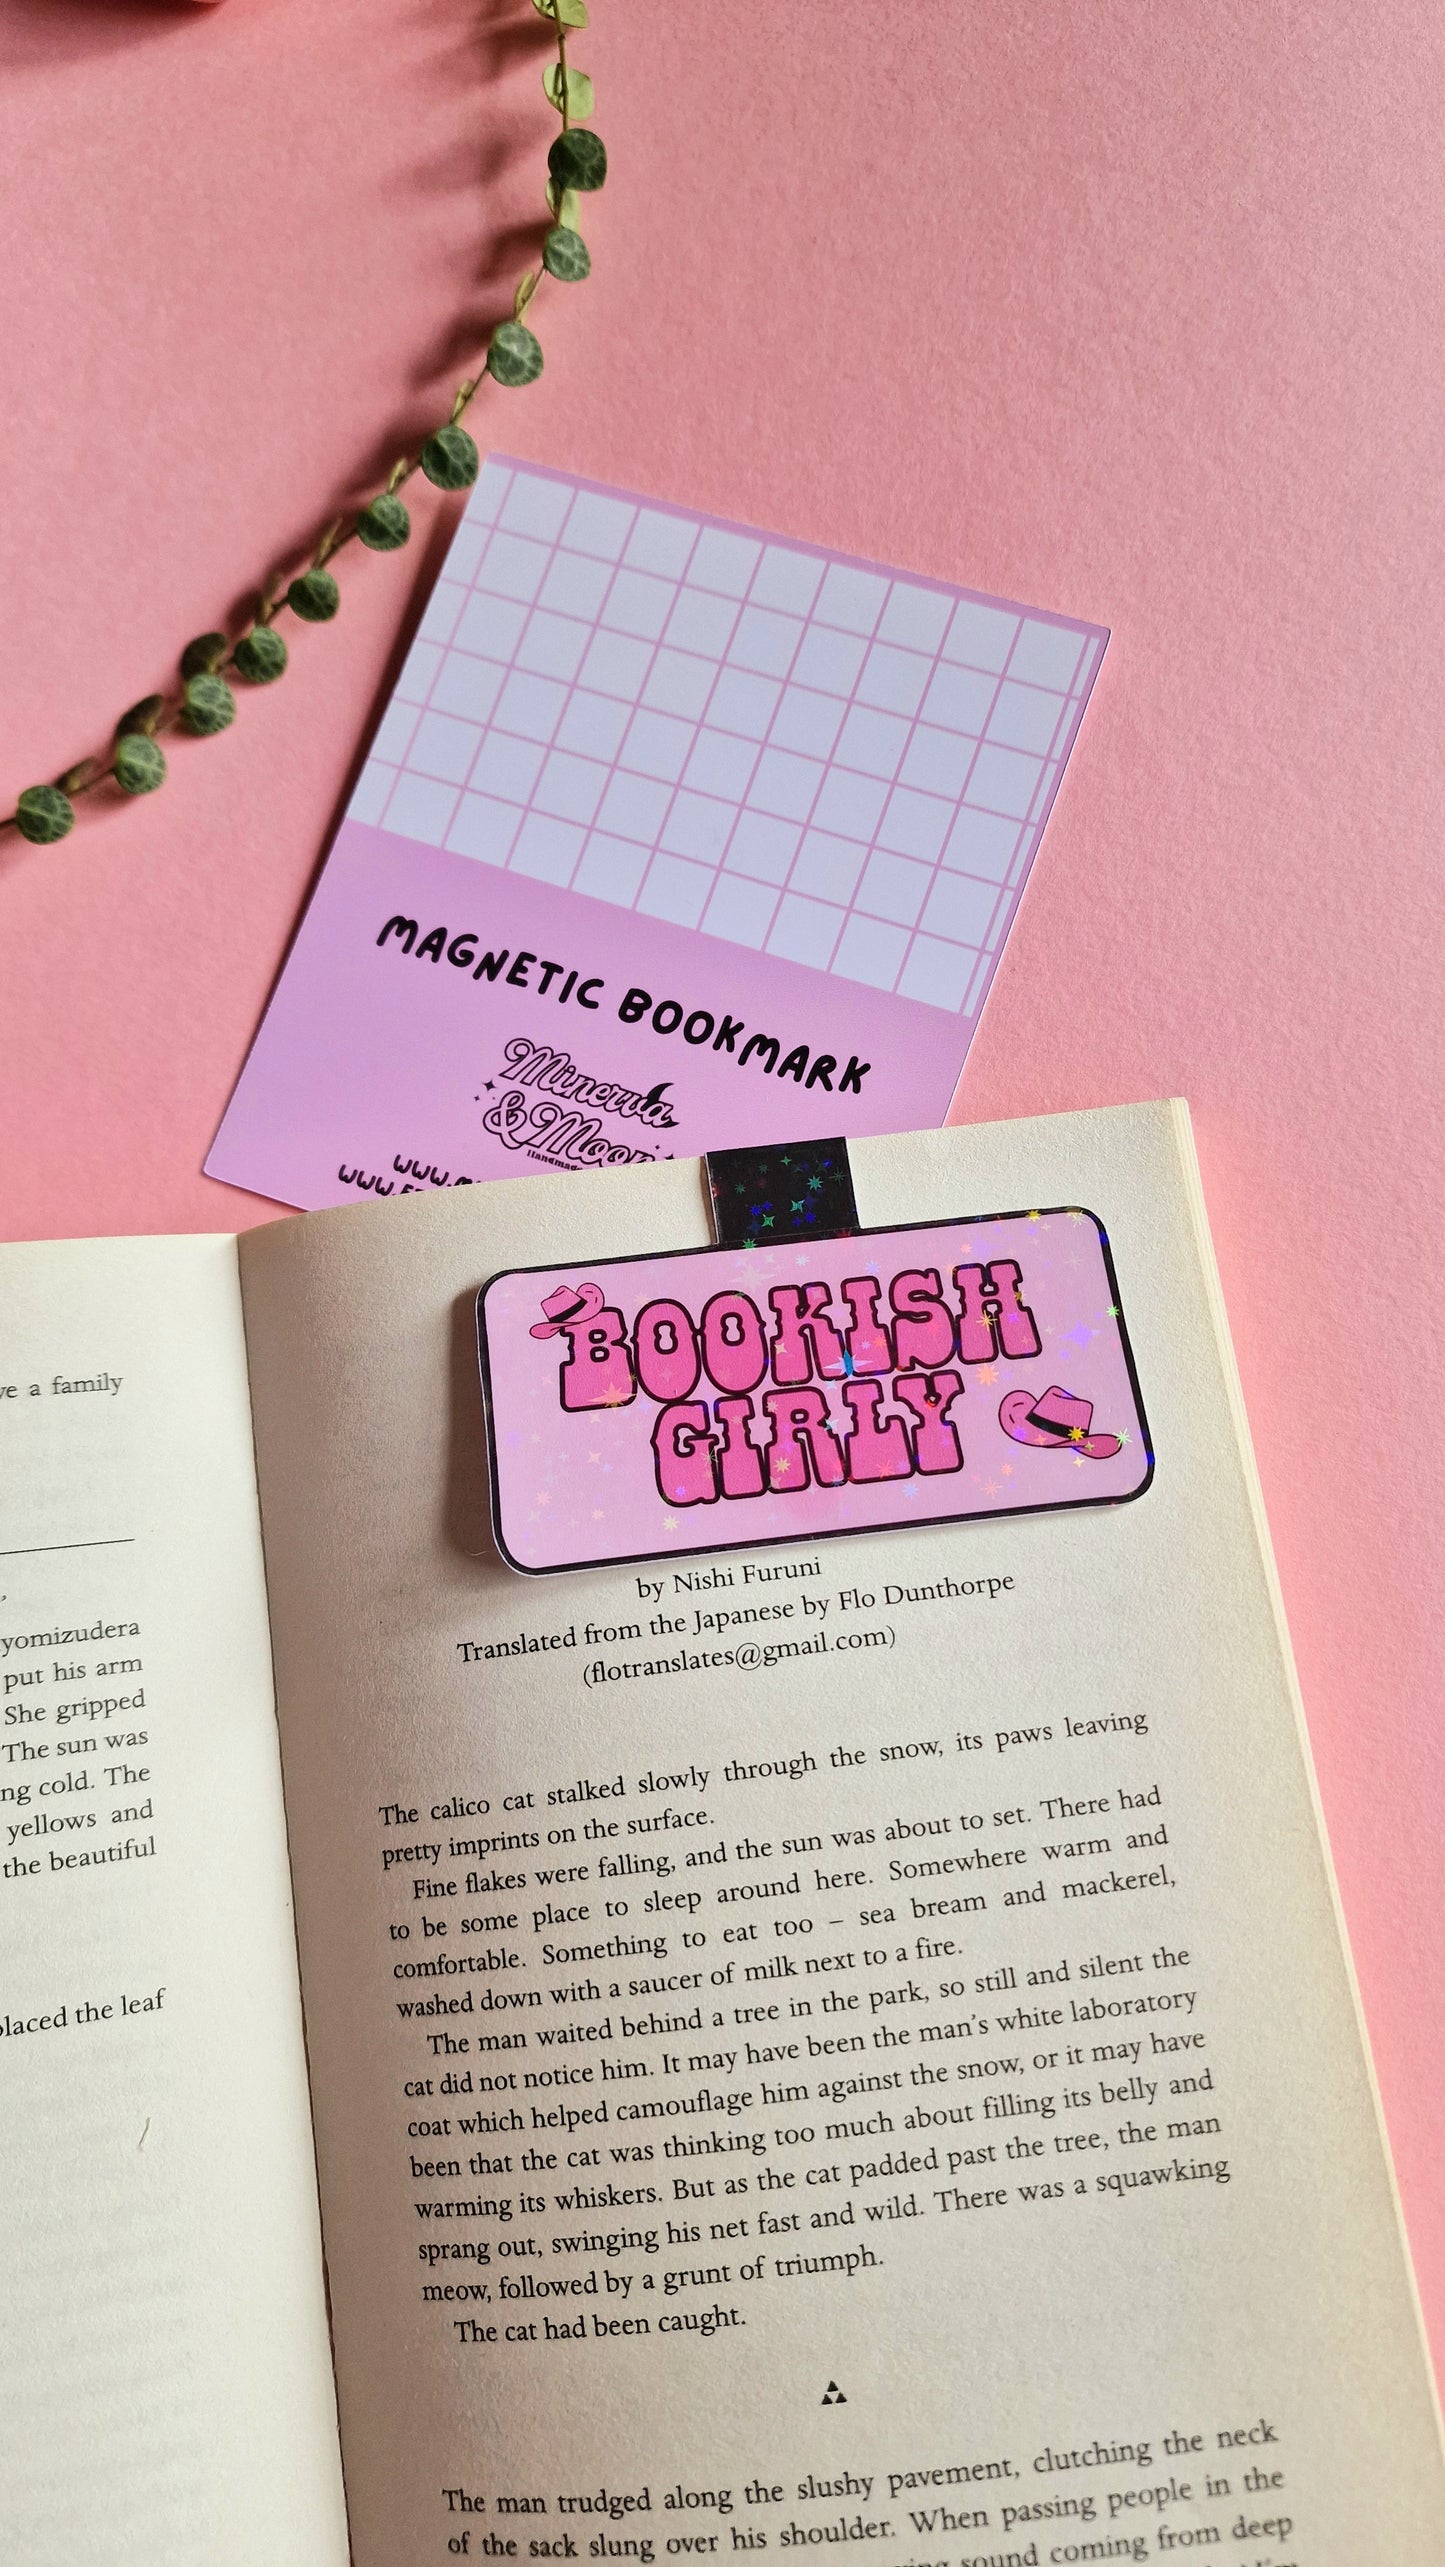 MAGNETIC BOOKMARK
Minerva
& Moon
www.
www.
BOOKISH
GIRLY
a family
yomizudera
put his arm
She gripped
The sun was
ng cold. The
yellows and
the beautiful
placed the leaf
by Nishi Furuni
Translated from the Japanese by Flo Dunthorpe
(flotranslates@gmail.com)
The calico cat stalked slowly through the snow, its paws leaving
pretty imprints on the surface.
Fine flakes were falling, and the sun was about to set. There had
to be some place to sleep around here. Somewhere warm and
comfortable. Something to eat too – sea bream and mackerel,
washed down with a saucer of milk next to a fire.
The man waited behind a tree in the park, so still and silent the
cat did not notice him. It may have been the man's white laboratory
coat which helped camouflage him against the snow, or it may have
been that the cat was thinking too much about filling its belly and
warming its whiskers. But as the cat padded past the tree, the man
sprang out, swinging his net fast and wild. There was a squawking
meow, followed by a grunt of triumph.
The cat had been caught.
The man trudged along the slushy pavement, clutching the neck
of the sack slung over his shoulder. When passing people in the
sound coming from deep